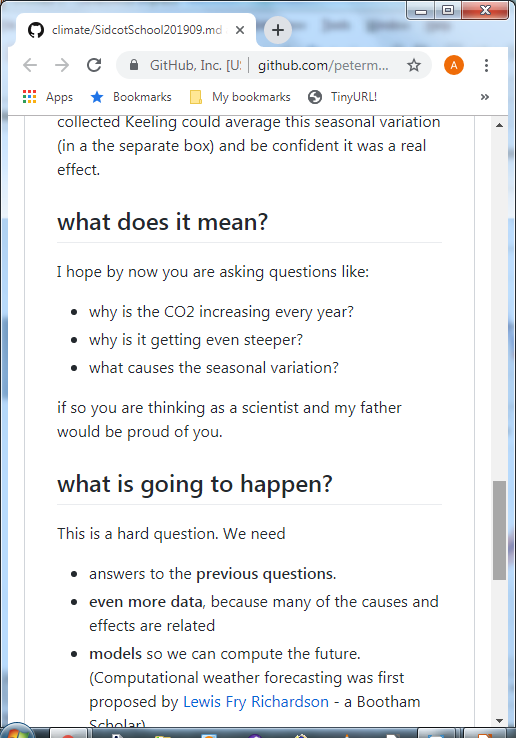 climate/SidcotSchool201909.md
GitHub, Inc. [US] github.com/peterm...
A
Apps Bookmarks My bookmarks TinyURL! »
collected Keeling could average this seasonal variation
(in a the separate box) and be confident it was a real
effect.
what does it mean?
I hope by now you are asking questions like:
why is the CO2 increasing every year?
why is it getting even steeper?
what causes the seasonal variation?
if so you are thinking as a scientist and my father
would be proud of you.
what is going to happen?
This is a hard question. We need
answers to the previous questions.
even more data, because many of the causes and
effects are related
models so we can compute the future.
(Computational weather forecasting was first
proposed by Lewis Fry Richardson - a Bootham
Scholar)